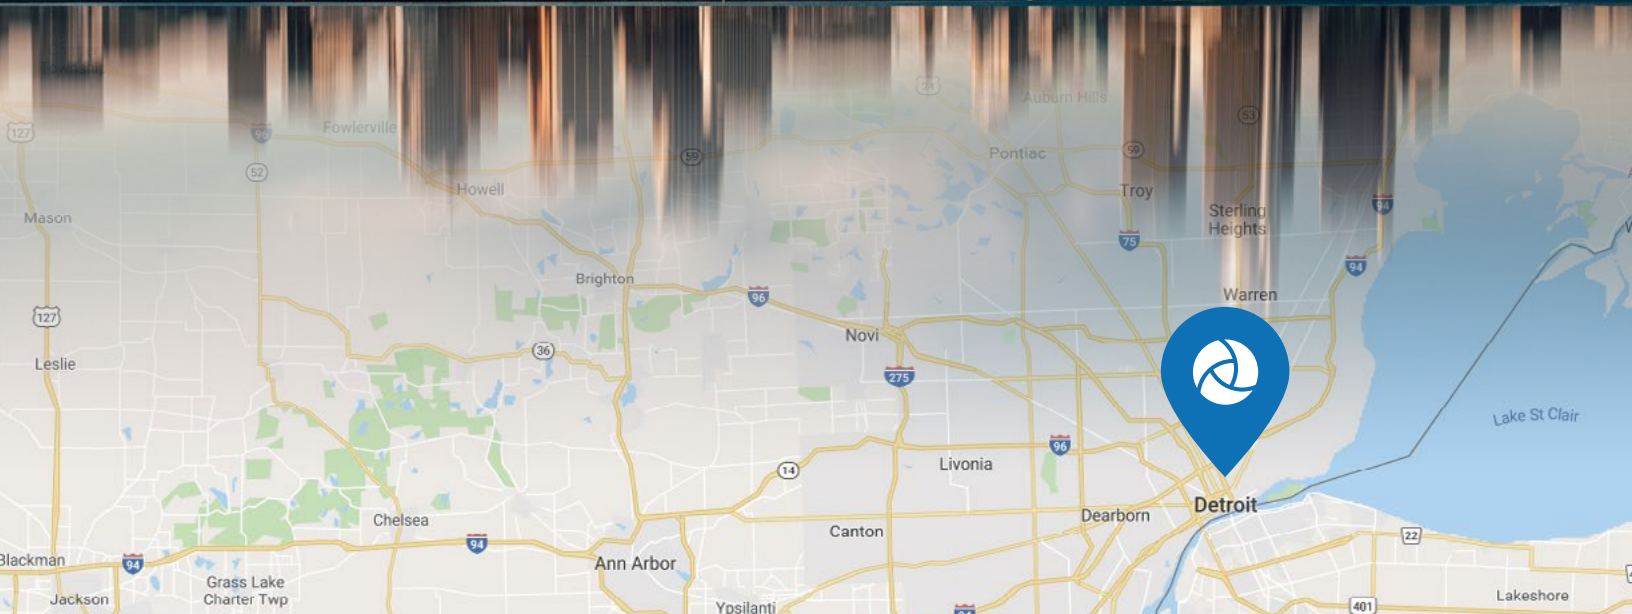 Township
24
Auburn Hills
53
127
96
Fowlerville
59
59
Pontiac
52
Howell
Troy
94
Mason
Sterling
Heights
75
94
Brighton
96
Warren
127
Novi
36
Leslie
275
Lake St Clair
96
Livonia
14
Detroit
Dearborn
Chelsea
Canton
22
94
Blackman
94
Ann Arbor
Grass Lake
Charter Twp
Jackson
Ypsilanti
Lakeshore
401